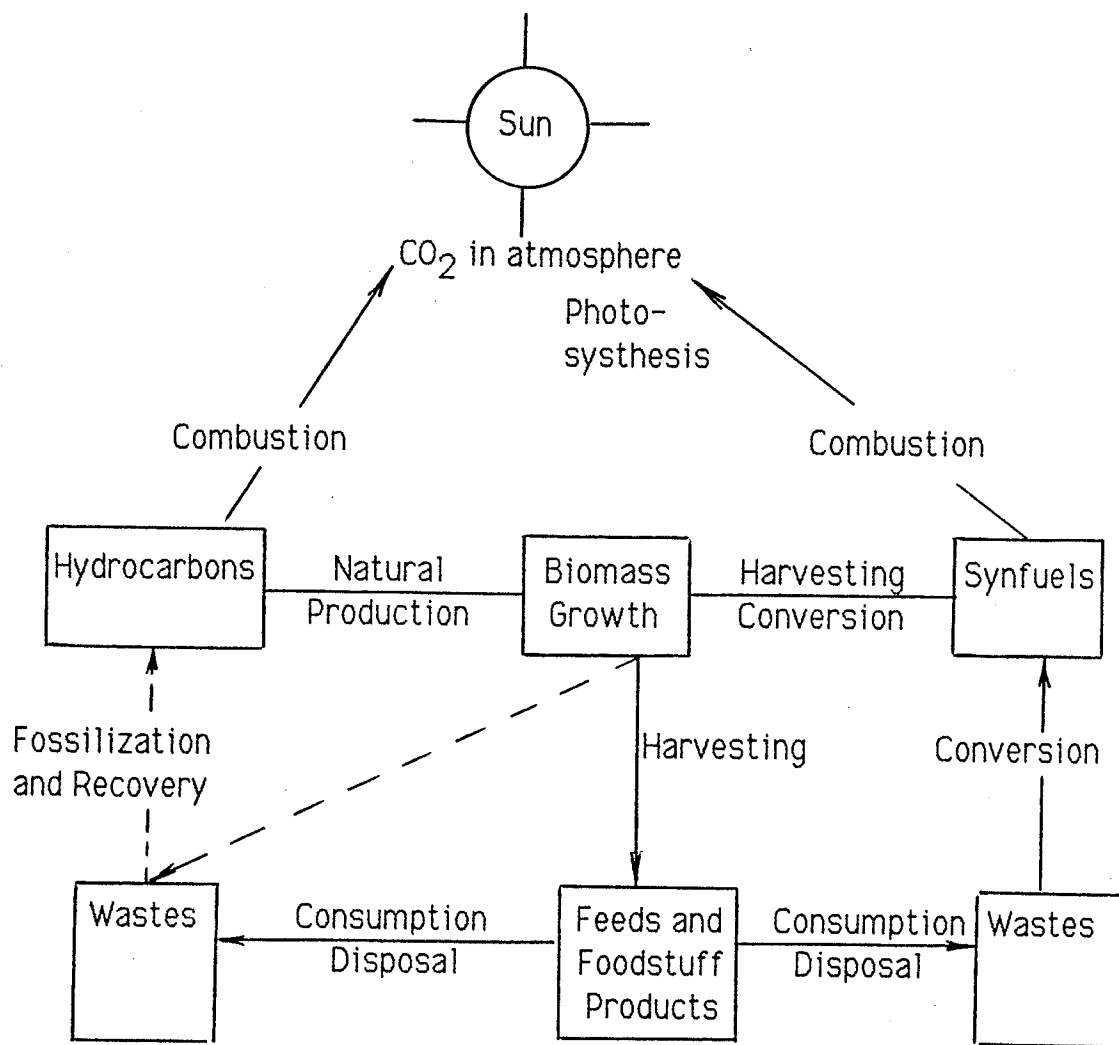 Sun
CO2 in atmosphere
Photo-
systhesis
Combustion
Combustion
Hydrocarbons
Natural
Production
Biomass
Growth
Harvesting
Conversion
Synfuels
Fossilization
and Recovery
Harvesting
Conversion
Wastes
Consumption
Disposal
Feeds and
Foodstuff
Products
Consumption
Disposal
Wastes